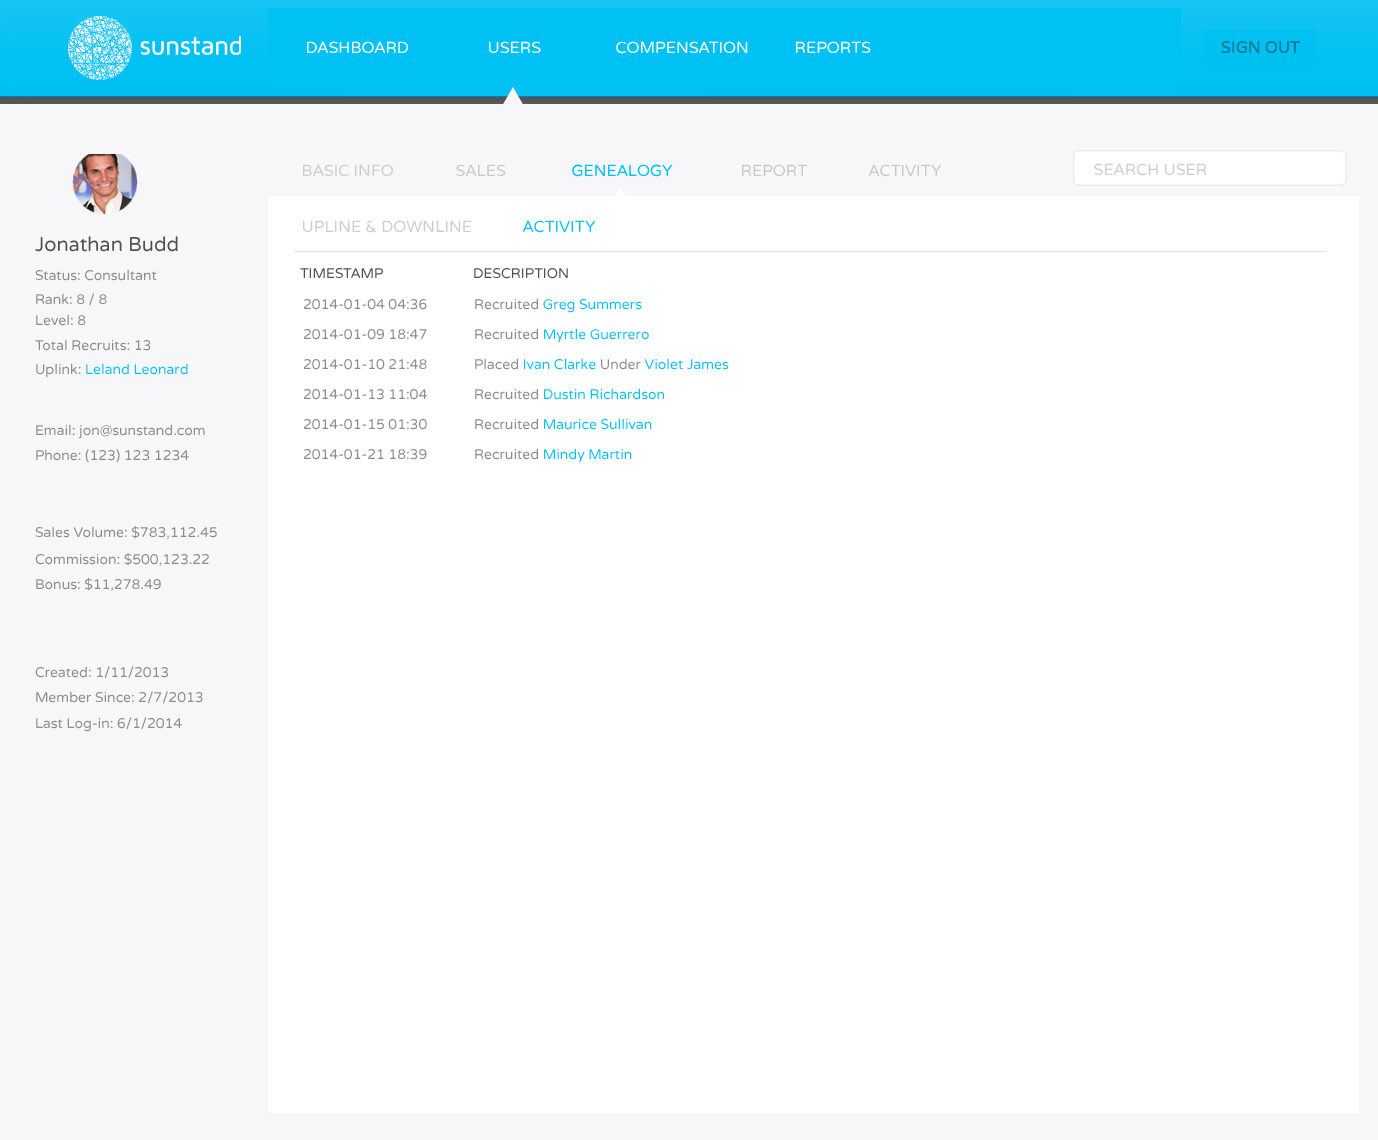 sunstand
DASHBOARD USERS COMPENSATION REPORTS SIGN OUT
BASIC INFO SALES GENEALOGY REPORT ACTIVITY SEARCH USER
UPLINE & DOWNLINE ACTIVITY
Jonathan Budd
Status: Consultant
Rank: 8 / 8
Level: 8
Total Recruits: 13
Uplink: Leland Leonard
Email: jon@sunstand.com
Phone: (123) 123 1234
Sales Volume: $783,112.45
Commission: $500,123.22
Bonus: $11,278.49
Created: 1/11/2013
Member Since: 2/7/2013
Last Log-in: 6/1/2014
TIMESTAMP DESCRIPTION
2014-01-04 04:36 Recruited Greg Summers
2014-01-09 18:47 Recruited Myrtle Guerrero
2014-01-10 21:48 Placed Ivan Clarke Under Violet James
2014-01-13 11:04 Recruited Dustin Richardson
2014-01-15 01:30 Recruited Maurice Sullivan
2014-01-21 18:39 Recruited Mindy Martin